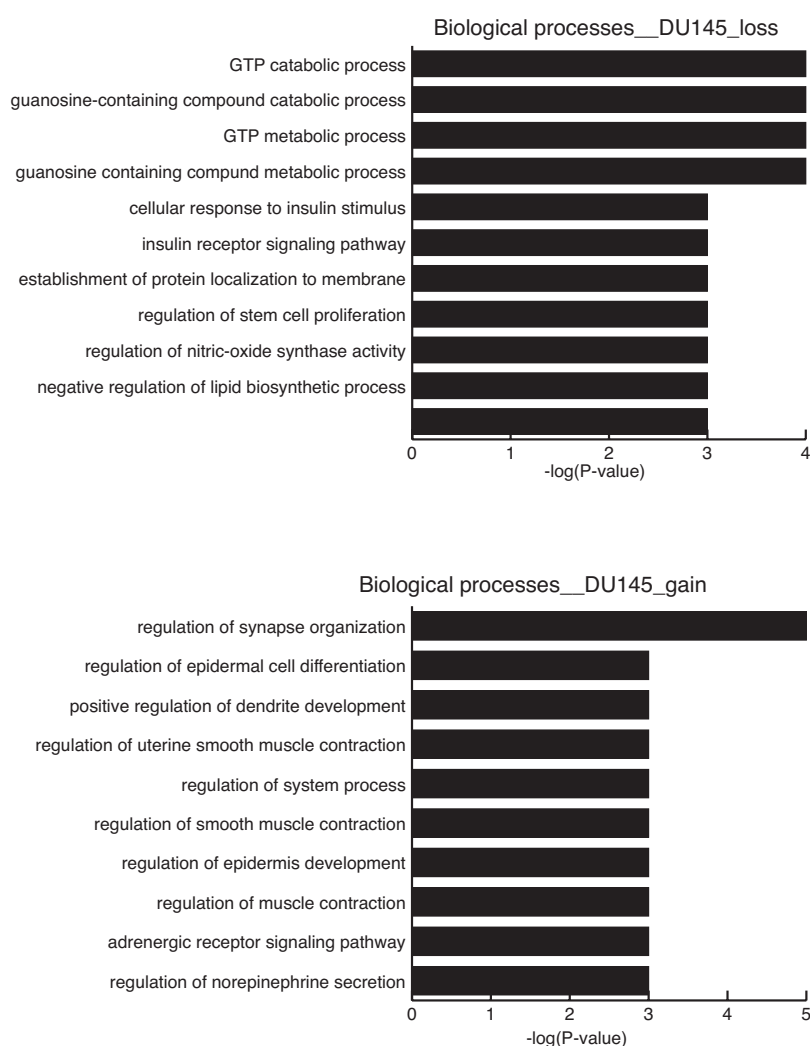 Biological processes__DU145_loss
GTP catabolic process
guanosine-containing compound catabolic process
GTP metabolic process
guanosine containing compund metabolic process
cellular response to insulin stimulus
insulin receptor signaling pathway
establishment of protein localization to membrane
regulation of stem cell proliferation
regulation of nitric-oxide synthase activity
negative regulation of lipid biosynthetic process
0 1 2 3 4
-log(P-value)
Biological processes__DU145_gain
regulation of synapse organization
regulation of epidermal cell differentiation
positive regulation of dendrite development
regulation of uterine smooth muscle contraction
regulation of system process
regulation of smooth muscle contraction
regulation of epidermis development
regulation of muscle contraction
adrenergic receptor signaling pathway
regulation of norepinephrine secretion
0 1 2 3 4 5
-log(P-value)